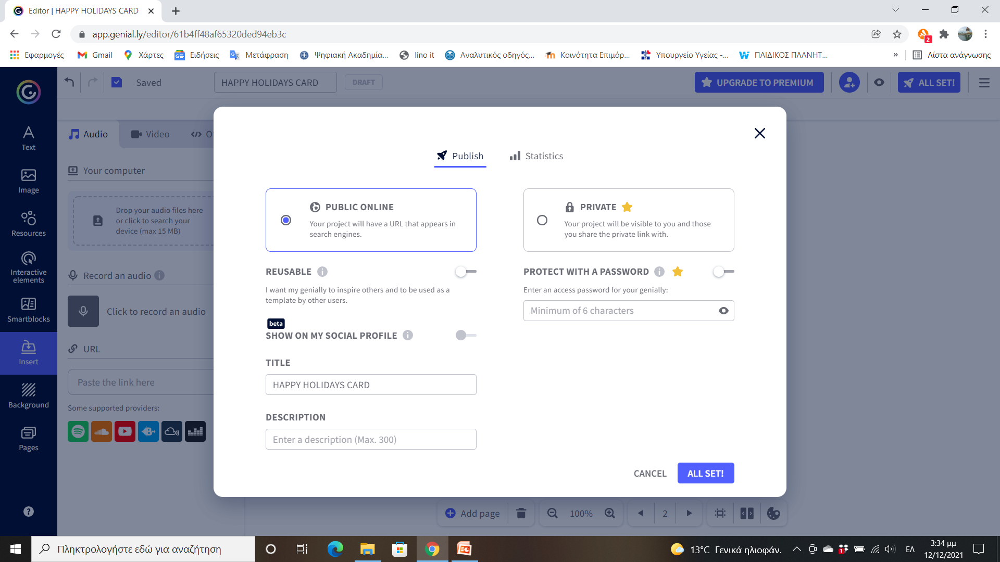 Editor | HAPPY HOLIDAYS CARD
app.genial.ly/editor/61b4ff48af65320ded94eb3c
2
Εφαρμογές Gmail Χάρτες Ειδήσεις Μετάφραση Ψηφιακή Ακαδημία... lino it Αναλυτικός οδηγός... Κοινότητα Επιμόρ... Υπουργείο Υγείας -... ΠΑΙΔΙΚΟΣ ΠΛΑΝΗΤ... » Λίστα ανάγνωσης
Saved HAPPY HOLIDAYS CARD DRAFT UPGRADE TO PREMIUM ALL SET!
Text
Image
Resources
Interactive
elements
Smartblocks
Insert
Background
Pages
?
Audio Video
Your computer
Drop your audio files here
or click to search your
device (max 15 MB)
Record an audio
Click to record an audio
URL
Paste the link here
Some supported providers:
Publish Statistics
PUBLIC ONLINE
Your project will have a URL that appears in
search engines.
PRIVATE
Your project will be visible to you and those
you share the private link with.
REUSABLE
I want my genially to inspire others and to be used as a
template by other users.
PROTECT WITH A PASSWORD
Enter an access password for your genially:
Minimum of 6 characters
beta
SHOW ON MY SOCIAL PROFILE
TITLE
HAPPY HOLIDAYS CARD
DESCRIPTION
Enter a description (Max. 300)
CANCEL ALL SET!
Add page 100% 2
Πληκτρολογήστε εδώ για αναζήτηση
13°C Γενικά ηλιοφάν.
1
ΕΛ
3:34 μμ
12/12/2021